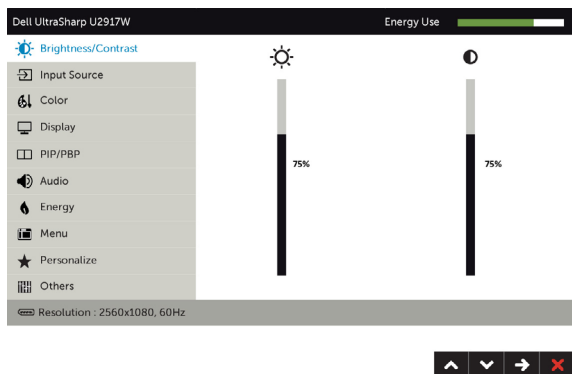 Dell UltraSharp U2917W
Energy Use
Brightness/Contrast
Input Source
Color
Display
PIP/PBP
Audio
Energy
Menu
Personalize
Others
75%
75%
Resolution : 2560x1080, 60Hz